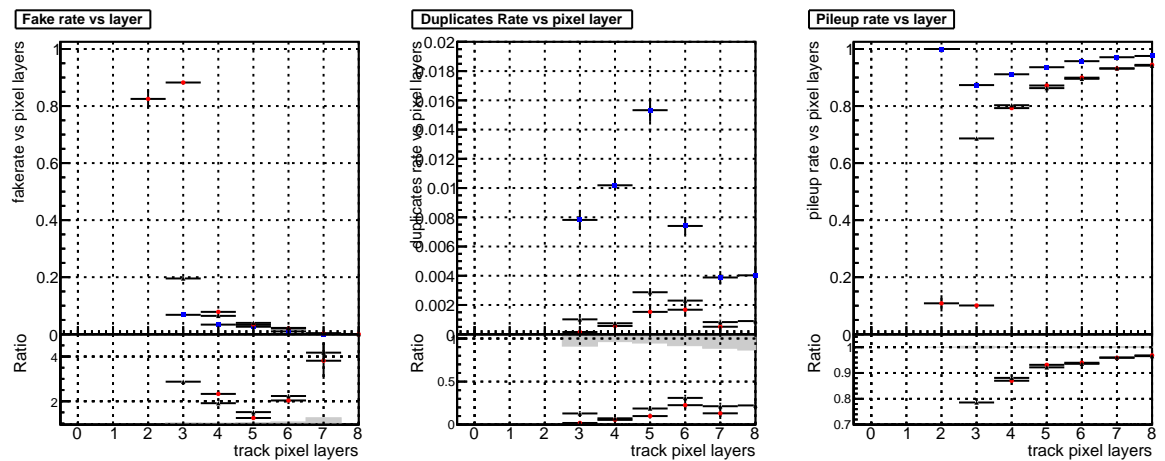 Fake rate vs layer
fakerate vs pixel layers
1
0.8
0.6
0.4
0.2
0
Ratio
4
2
0 1 2 3 4 5 6 7 8
track pixel layers
Duplicates Rate vs pixel layer
duplicates rate vs pixel layers
0.02
0.018
0.016
0.014
0.012
0.01
0.008
0.006
0.004
0.002
0
Ratio
1
0.5
0
0 1 2 3 4 5 6 7 8
track pixel layers
Pileup rate vs layer
pileup rate vs pixel layers
1
0.8
0.6
0.4
0.2
0
Ratio
1
0.9
0.8
0.7
0 1 2 3 4 5 6 7 8
track pixel layers